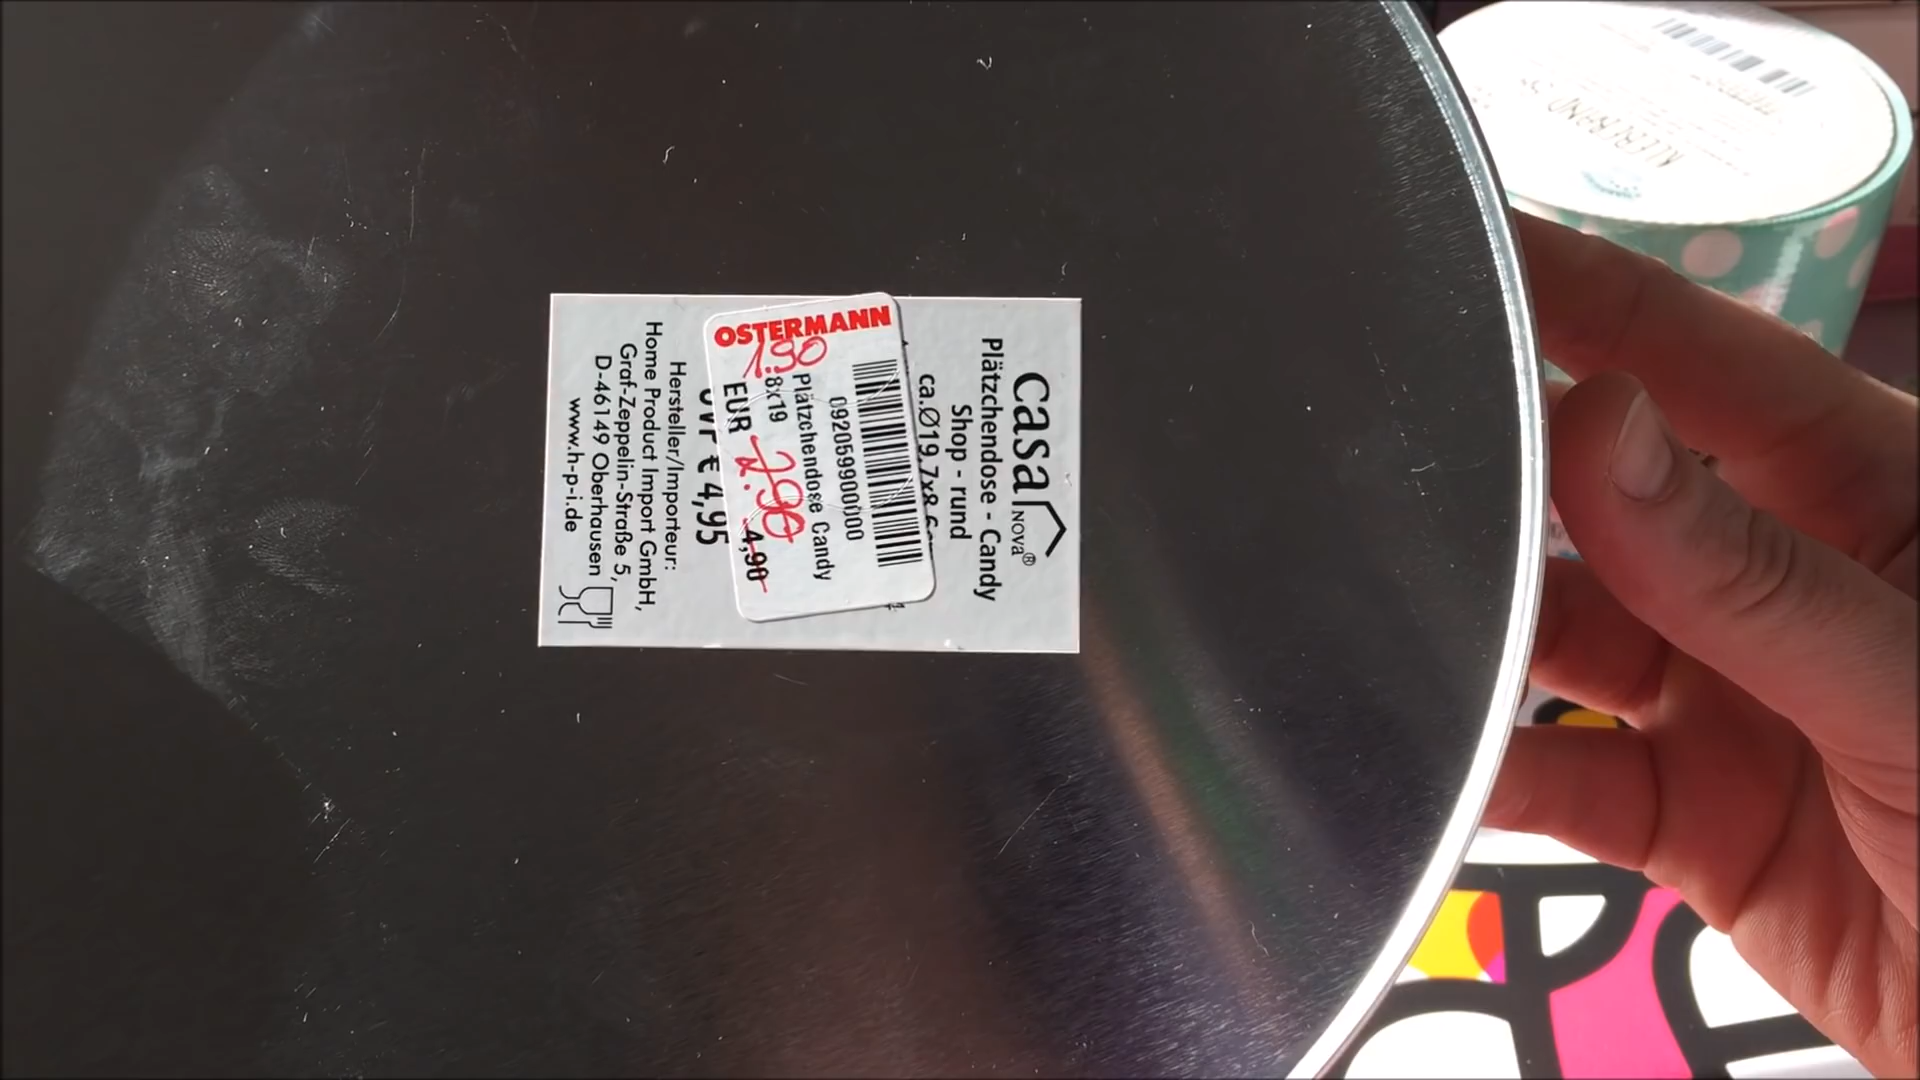 casa NOVA®
Plätzchendose - Candy
Shop - rund
ca.Ø19,7x8,6
OSTERMANN
0920599900000
Plätzchendose Candy
8x19
1.90
EUR 2.90 4,90
UVP € 4,95
Hersteller/Importeur:
Home Product Import GmbH,
Graf-Zeppelin-Straße 5,
D-46149 Oberhausen
www.h-p-i.de
KLEBEBAND